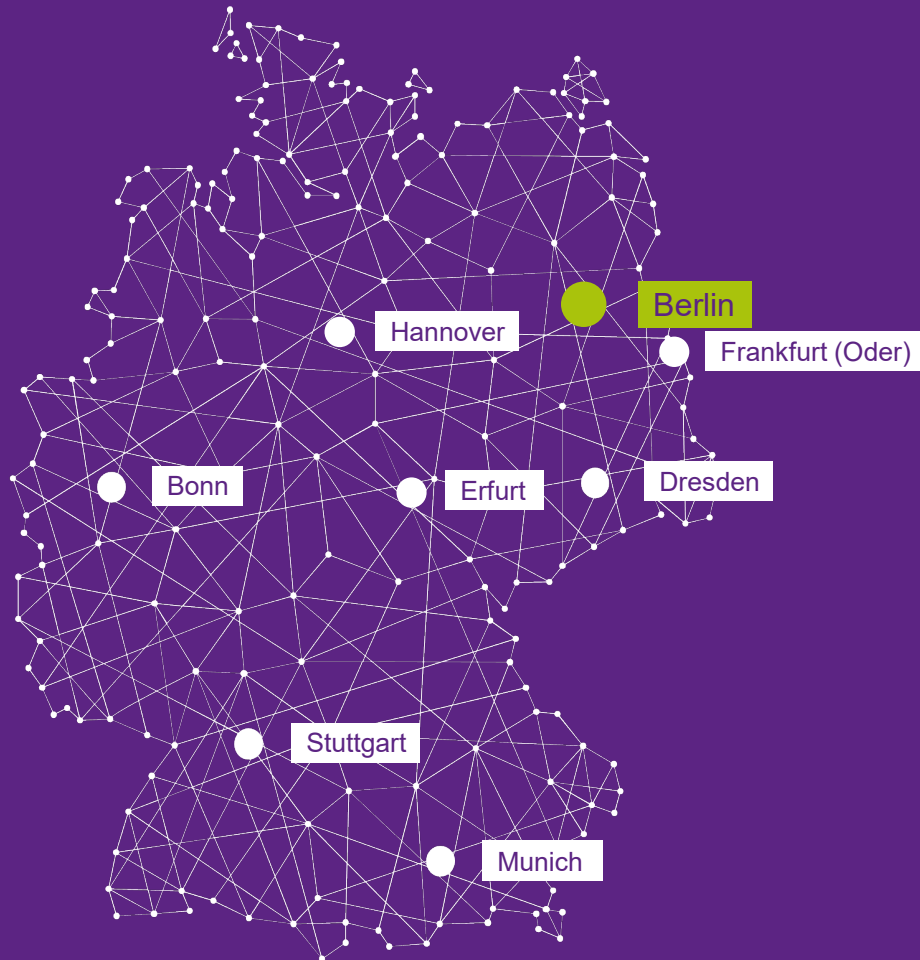 Berlin
Hannover
Frankfurt (Oder)
Bonn
Erfurt
Dresden
Stuttgart
Munich